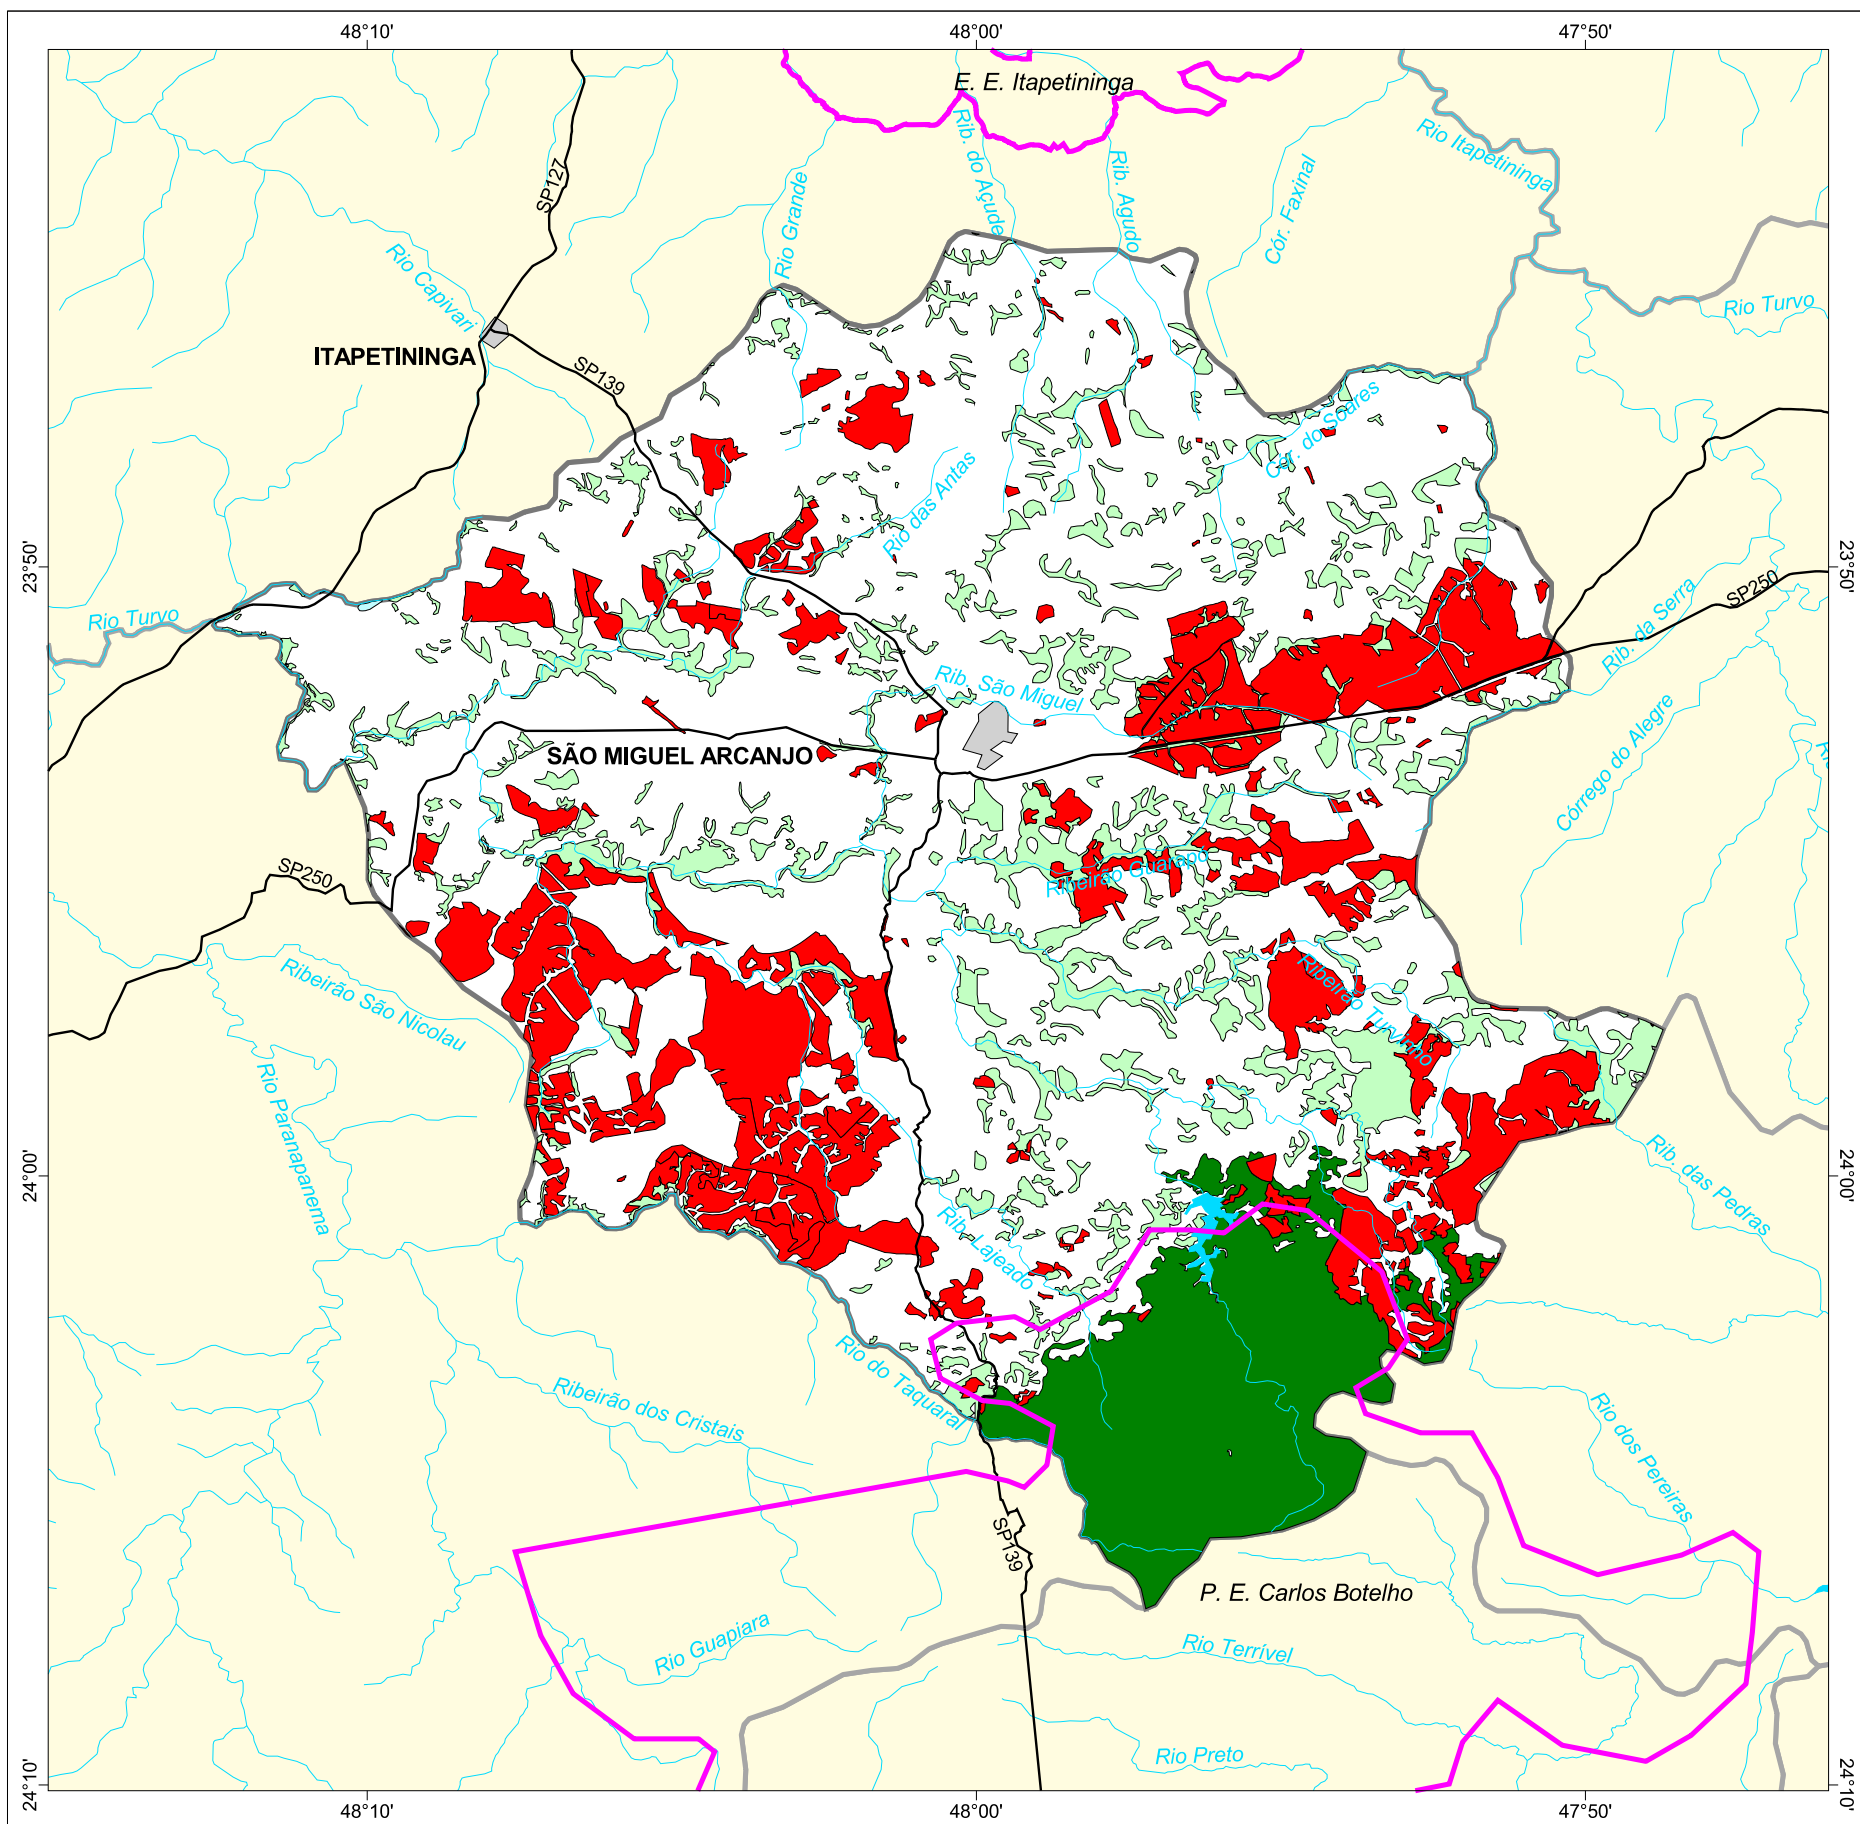 48°10'
48°00'
47°50'
E. E. Itapetininga
Rio Itapetininga
Rib. do Açude
Rib. Agudo
Cór. Faxinal
SP127
Rio Grande
Rio Capivari
Rio Turvo
ITAPETININGA
SP139
Cór. do Soares
Rio das Antas
23°50'
23°50'
SP250
Rio Turvo
Rib. da Serra
Rib. São Miguel
SÃO MIGUEL ARCANJO
Córrego do Alegre
Ribeirão Guarapó
SP250
Ribeirão São Nicolau
Ribeirão Turvinho
Rio Paranapanema
24°00'
24°00'
Rib. das Pedras
Rib. Lajeado
Rio do Taquaral
Ribeirão dos Cristais
Rio dos Pereiras
SP139
P. E. Carlos Botelho
Rio Guapiara
Rio Terrível
Rio Preto
24°10'
24°10'
48°10'
48°00'
47°50'